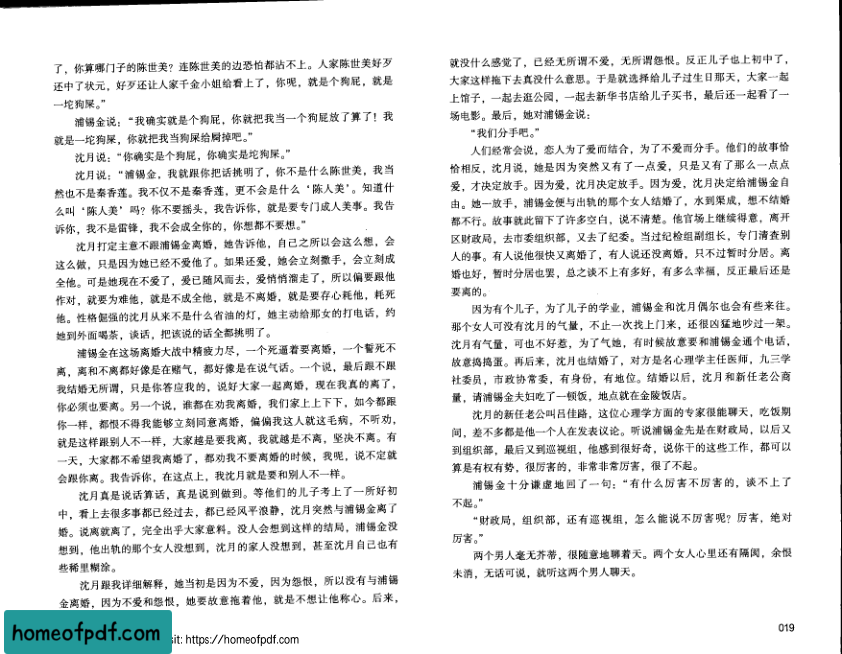 了，你算哪门子的陈世美？连陈世美的边恐怕都沾不上。人家陈世美好歹
还中了状元，好歹还让人家千金小姐给看上了，你呢，就是个狗屁，就是
一坨狗屎。”
浦锡金说：“我确实就是个狗屁，你就把我当一个狗屁放了算了！我
就是一坨狗屎，你就把我当狗屎给屙掉吧。”
沈月说：“你确实是个狗屁，你确实是坨狗屎。”
沈月说：“浦锡金，我就跟你把话挑明了，你不是什么陈世美，我当
然也不是秦香莲。我不仅不是秦香莲，更不会是什么‘陈人美’。知道什
么叫‘陈人美’吗？你不要摇头，我告诉你，就是要专门成人美事。我告
诉你，我不是雷锋，我不会成全你的，你想都不要想。”
沈月打定主意不跟浦锡金离婚，她告诉他，自己之所以会这么想，会
这么做，只是因为她已经不爱他了。如果还爱，她会立刻撒手，会立刻成
全他。可是她现在不爱了，爱已随风而去，爱悄悄溜走了，所以偏要跟他
作对，就要为难他，就是不成全他，就是不离婚，就是要存心耗他，耗死
他。性格倔强的沈月从来不是什么省油的灯，她主动给那女的打电话，约
她到外面喝茶，谈话，把该说的话全都挑明了。
浦锡金在这场离婚大战中精疲力尽，一个死逼着要离婚，一个誓死不
离，离和不离都好像是在赌气，都好像是在说气话。一个说，最后跟不跟
我结婚无所谓，只是你答应我的，说好大家一起离婚，现在我真的离了，
你必须也要离。另一个说，谁都在劝我离婚，我们家上上下下，如今都跟
你一样，都恨不得我能够立刻同意离婚，偏偏我这人就这毛病，不听劝，
就是这样跟别人不一样，大家越是要我离，我就越是不离，坚决不离。有
一天，大家都不希望我离婚了，都劝我不要离婚的时候，我呢，说不定就
会跟你离。我告诉你，在这点上，我沈月就是要和别人不一样。
沈月真是说话算话，真是说到做到。等他们的儿子考上了一所好初
中，看上去很多事都已经过去，都已经风平浪静，沈月突然与浦锡金离了
婚。说离就离了，完全出乎大家意料。没人会想到这样的结局，浦锡金没
想到，他出轨的那个女人没想到，沈月的家人没想到，甚至沈月自己也有
些稀里糊涂。
沈月跟我详细解释，她当初是因为不爱，因为怨恨，所以没有与浦锡
金离婚，因为不爱和怨恨，她要故意拖着他，就是不想让他称心。后来，
就没什么感觉了，已经无所谓不爱，无所谓怨恨。反正儿子也上初中了，
大家这样拖下去真没什么意思。于是就选择给儿子过生日那天，大家一起
上馆子，一起去逛公园，一起去新华书店给儿子买书，最后还一起看了一
场电影。最后，她对浦锡金说：
“我们分手吧。”
人们经常会说，恋人为了爱而结合，为了不爱而分手。他们的故事恰
恰相反，沈月说，她是因为突然又有了一点爱，只是又有了那么一点点
爱，才决定放手。因为爱，沈月决定放手。因为爱，沈月决定给浦锡金自
由。她一放手，浦锡金便与出轨的那个女人结婚了，水到渠成，想不结婚
都不行。故事就此留下了许多空白，说不清楚。他官场上继续得意，离开
区财政局，去市委组织部，又去了纪委。当过纪检组副组长，专门清查别
人的事。有人说他很快又离婚了，有人说还没离婚，只不过暂时分居。离
婚也好，暂时分居也罢，总之谈不上有多好，有多么幸福，反正最后还是
要离的。
因为有个儿子，为了儿子的学业，浦锡金和沈月偶尔也会有些来往。
那个女人可没有沈月的气量，不止一次找上门来，还很凶猛地吵过一架。
沈月有气量，可也不好惹，为了气她，有时候故意要和浦锡金通个电话，
故意捣捣蛋。再后来，沈月也结婚了，对方是名心理学主任医师，九三学
社委员，市政协常委，有身份，有地位。结婚以后，沈月和新任老公商
量，请浦锡金夫妇吃了一顿饭，地点就在金陵饭店。
沈月的新任老公叫吕佳路，这位心理学方面的专家很能聊天，吃饭期
间，差不多都是他一个人在发表议论。听说浦锡金先是在财政局，以后又
到组织部，最后又到巡视组，他感到很好奇，说你干的这些工作，都可以
算是有权有势，很厉害的，非常非常厉害，很了不起。
浦锡金十分谦虚地回了一句：“有什么厉害不厉害的，谈不上了
不起。”
“财政局，组织部，还有巡视组，怎么能说不厉害呢？厉害，绝对
厉害。”
两个男人毫无芥蒂，很随意地聊着天。两个女人心里还有隔阂，余恨
未消，无话可说，就听这两个男人聊天。
019
homeofpdf.com
sit: https://homeofpdf.com